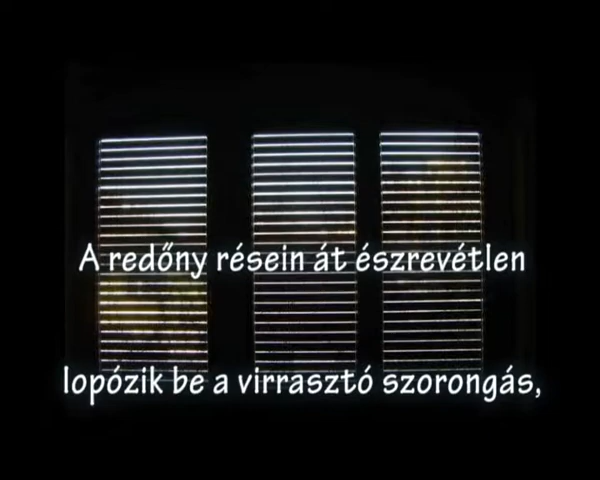 A redőny résein át észrevétlen
lopózik be a virrasztó szorongás,